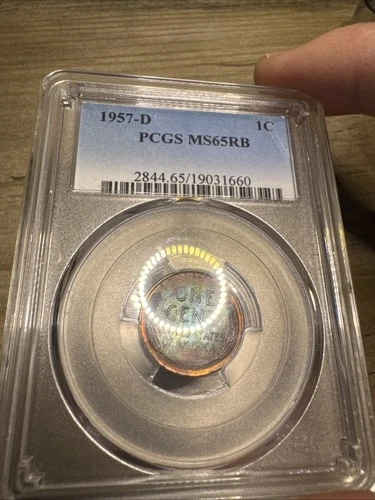 1957-D 1C
PCGS MS65RB
2844.65/19031660
ONE
CENT